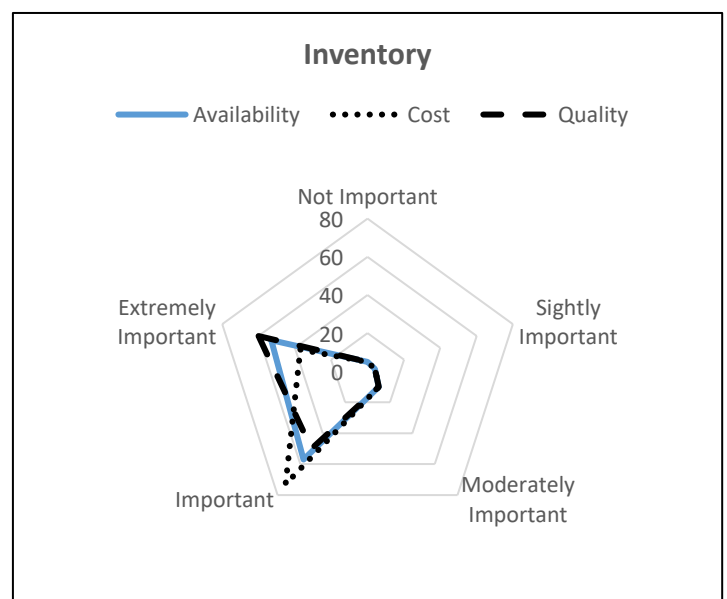 Inventory
Availability Cost Quality
Not Important
80
60
40
20
0
Sightly
Important
Moderately
Important
Important
Extremely
Important